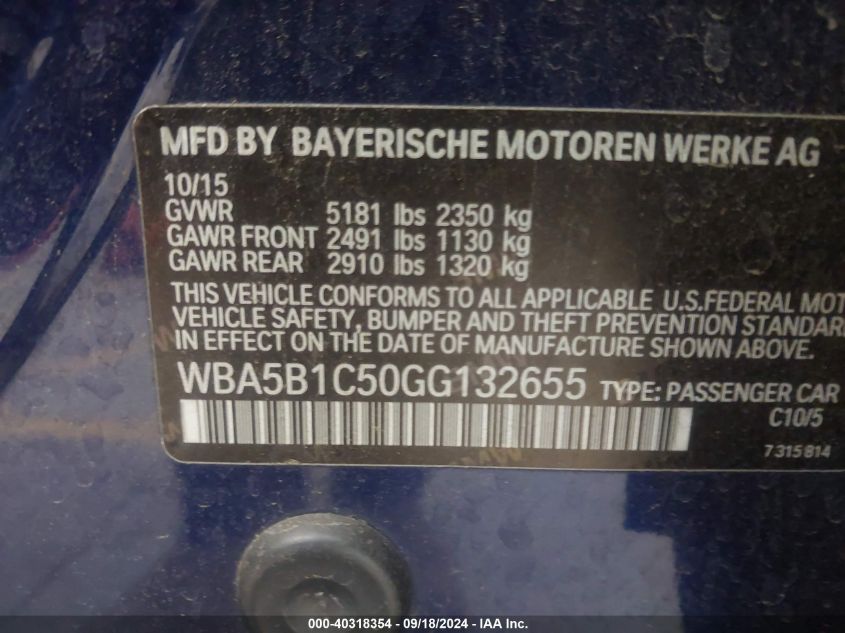 MFD BY BAYERISCHE MOTOREN WERKE AG
10/15
GVWR 5181 lbs 2350 kg
GAWR FRONT 2491 lbs 1130 kg
GAWR REAR 2910 lbs 1320 kg
THIS VEHICLE CONFORMS TO ALL APPLICABLE U.S.FEDERAL MOT
VEHICLE SAFETY, BUMPER AND THEFT PREVENTION STANDAR
IN EFFECT ON THE DATE OF MANUFACTURE SHOWN ABOVE.
WBA5B1C50GG132655 TYPE: PASSENGER CAR
C10/5
7 315 814
000-40318354 - 09/18/2024 - IAA Inc.